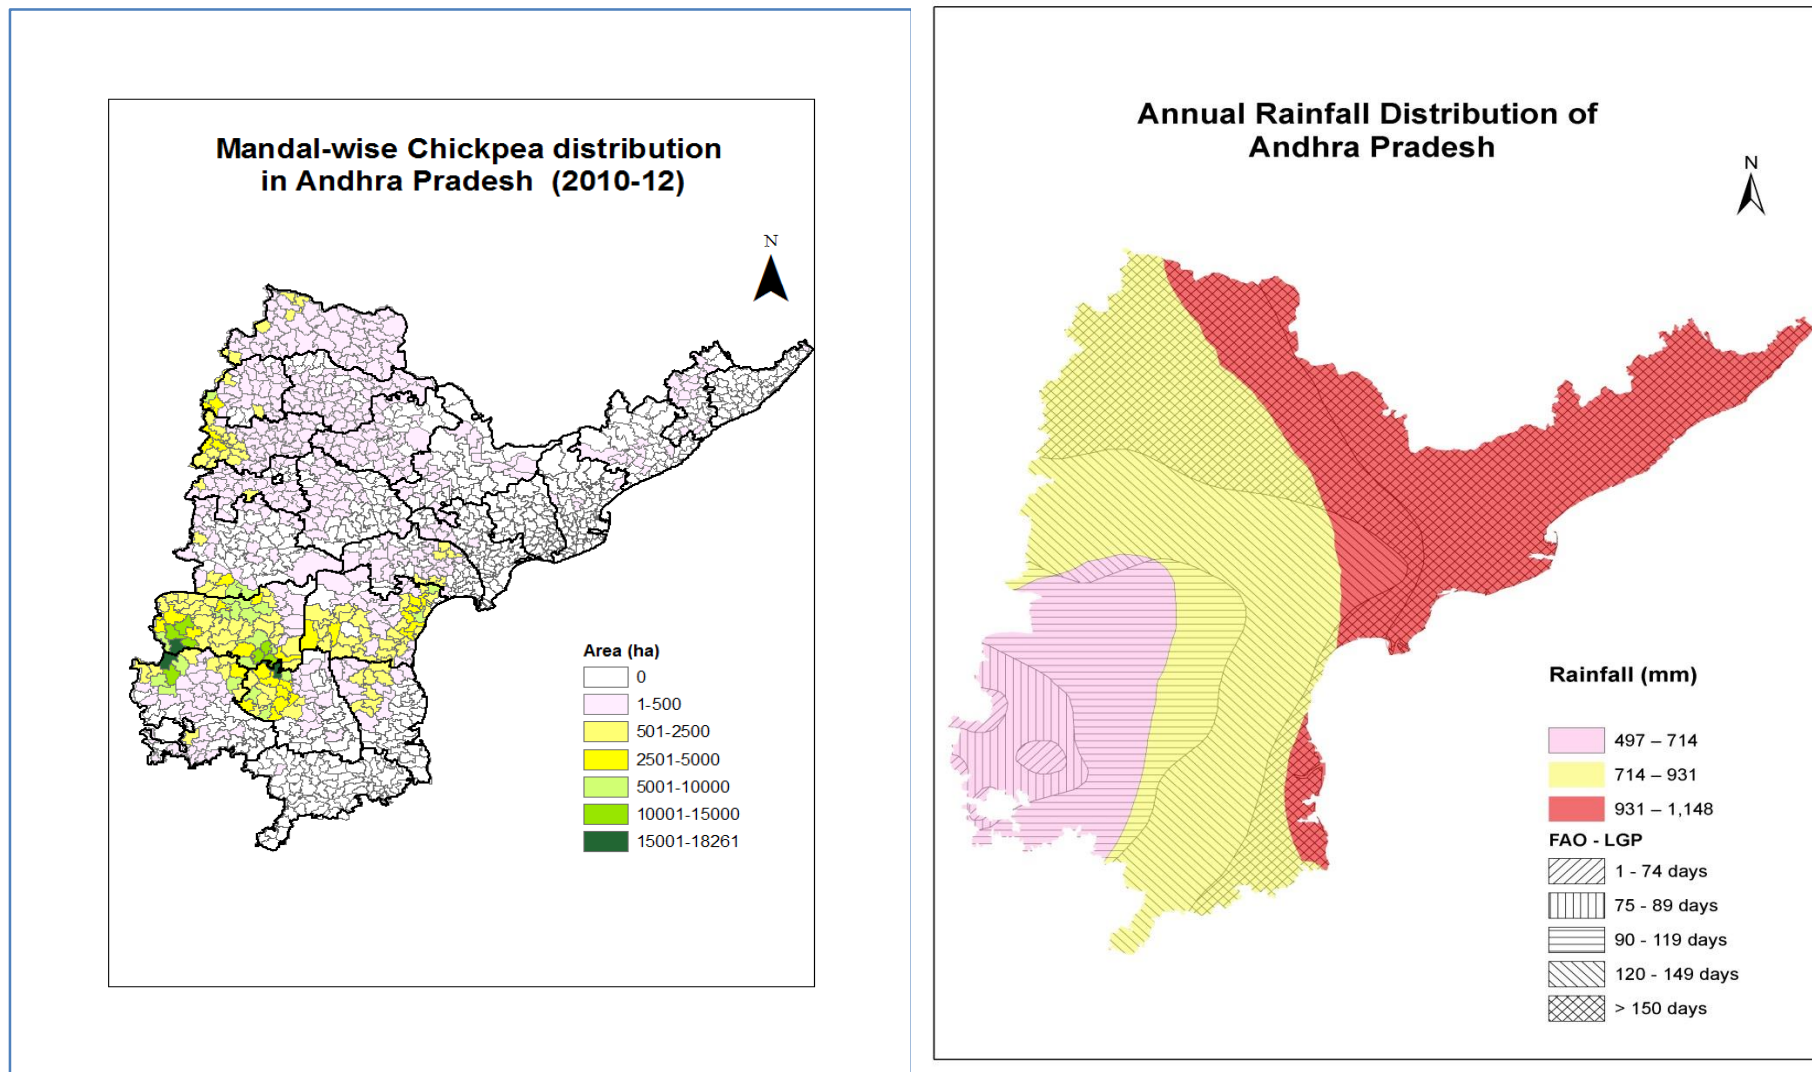 Mandal-wise Chickpea distribution
in Andhra Pradesh (2010-12)
N
Area (ha)
0
1-500
501-2500
2501-5000
5001-10000
10001-15000
15001-18261
Annual Rainfall Distribution of
Andhra Pradesh
N
Rainfall (mm)
497 – 714
714 – 931
931 – 1,148
FAO - LGP
1 - 74 days
75 - 89 days
90 - 119 days
120 - 149 days
> 150 days